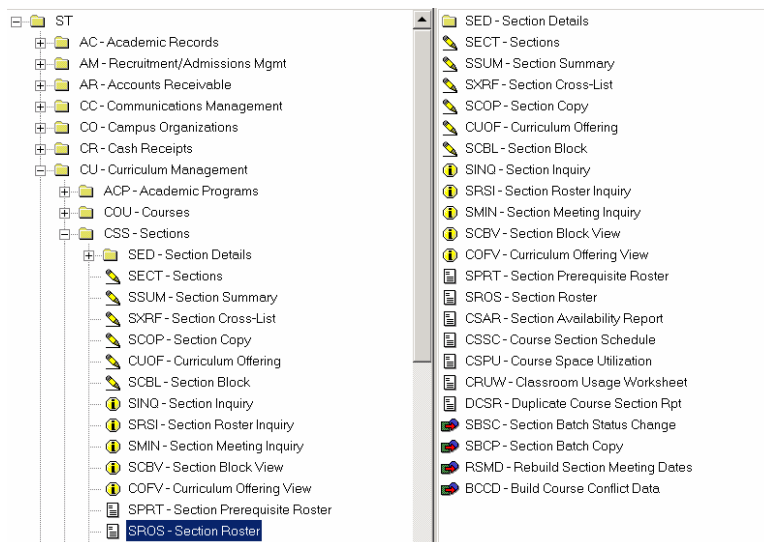 ST
AC - Academic Records
AM - Recruitment/Admissions Mgmt
AR - Accounts Receivable
CC - Communications Management
CO - Campus Organizations
CR - Cash Receipts
CU - Curriculum Management
ACP - Academic Programs
COU - Courses
CSS - Sections
SED - Section Details
SECT - Sections
SSUM - Section Summary
SXRF - Section Cross-List
SCOP - Section Copy
CUOF - Curriculum Offering
SCBL - Section Block
SINQ - Section Inquiry
SRSI - Section Roster Inquiry
SMIN - Section Meeting Inquiry
SCBV - Section Block View
COFV - Curriculum Offering View
SPRT - Section Prerequisite Roster
SROS - Section Roster
SED - Section Details
SECT - Sections
SSUM - Section Summary
SXRF - Section Cross-List
SCOP - Section Copy
CUOF - Curriculum Offering
SCBL - Section Block
SINQ - Section Inquiry
SRSI - Section Roster Inquiry
SMIN - Section Meeting Inquiry
SCBV - Section Block View
COFV - Curriculum Offering View
SPRT - Section Prerequisite Roster
SROS - Section Roster
CSAR - Section Availability Report
CSSC - Course Section Schedule
CSPU - Course Space Utilization
CRUW - Classroom Usage Worksheet
DCSR - Duplicate Course Section Rpt
SBSC - Section Batch Status Change
SBCP - Section Batch Copy
RSMD - Rebuild Section Meeting Dates
BCCD - Build Course Conflict Data